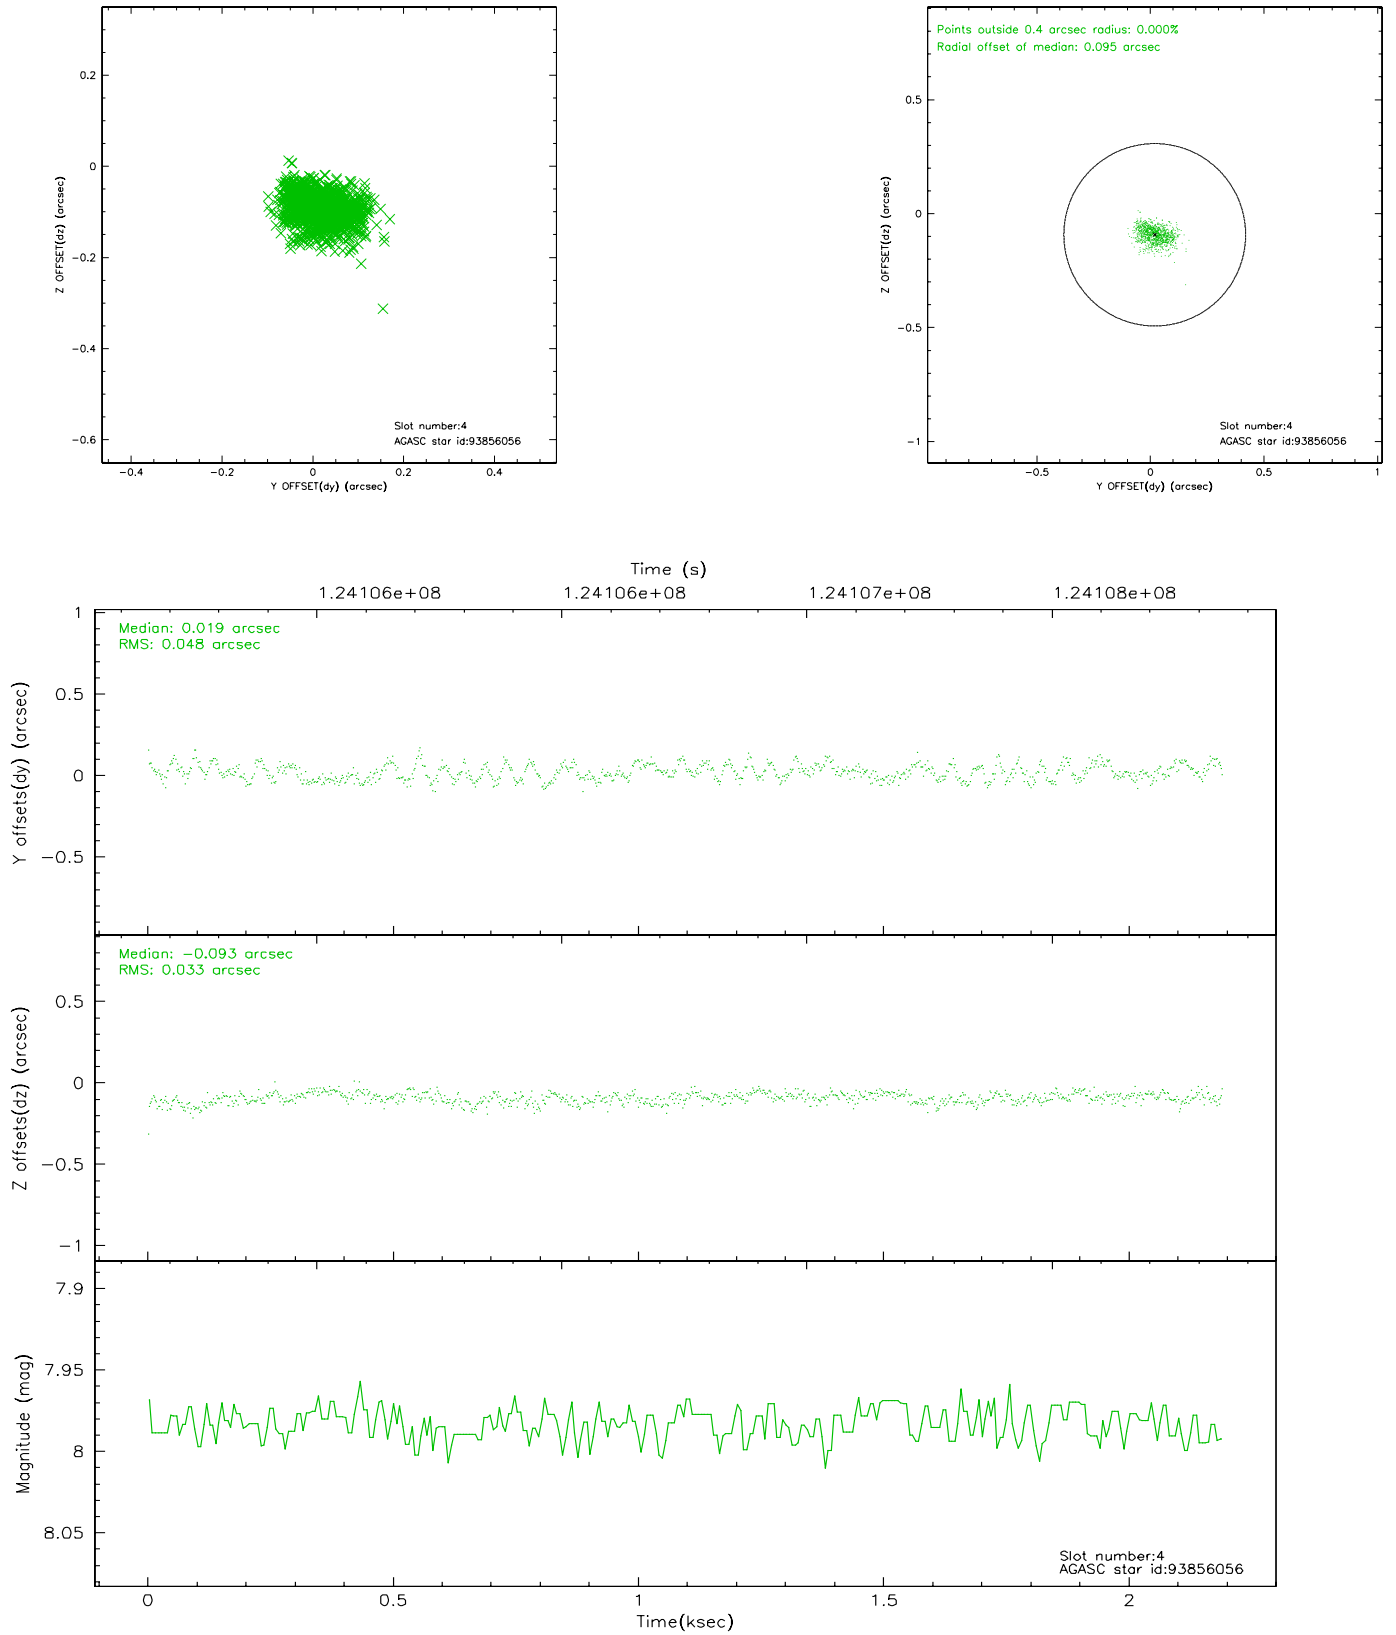 0.2
0
−0.2
−0.4
−0.6
Z OFFSET(dz) (arcsec)
Slot number:4
AGASC star id:93856056
−0.4
−0.2
0
0.2
0.4
Y OFFSET(dy) (arcsec)
Points outside 0.4 arcsec radius: 0.000%
Radial offset of median: 0.095 arcsec
0.5
0
−0.5
−1
Z OFFSET(dz) (arcsec)
Slot number:4
AGASC star id:93856056
−0.5
0
0.5
1
Y OFFSET(dy) (arcsec)
Time (s)
1.24106e+08
1.24106e+08
1.24107e+08
1.24108e+08
Median: 0.019 arcsec
RMS: 0.048 arcsec
1
0.5
0
−0.5
Y offsets(dy) (arcsec)
Median: −0.093 arcsec
RMS: 0.033 arcsec
0.5
0
−0.5
−1
Z offsets(dz) (arcsec)
7.9
7.95
8
8.05
Magnitude (mag)
Slot number:4
AGASC star id:93856056
0
0.5
1
1.5
2
Time(ksec)